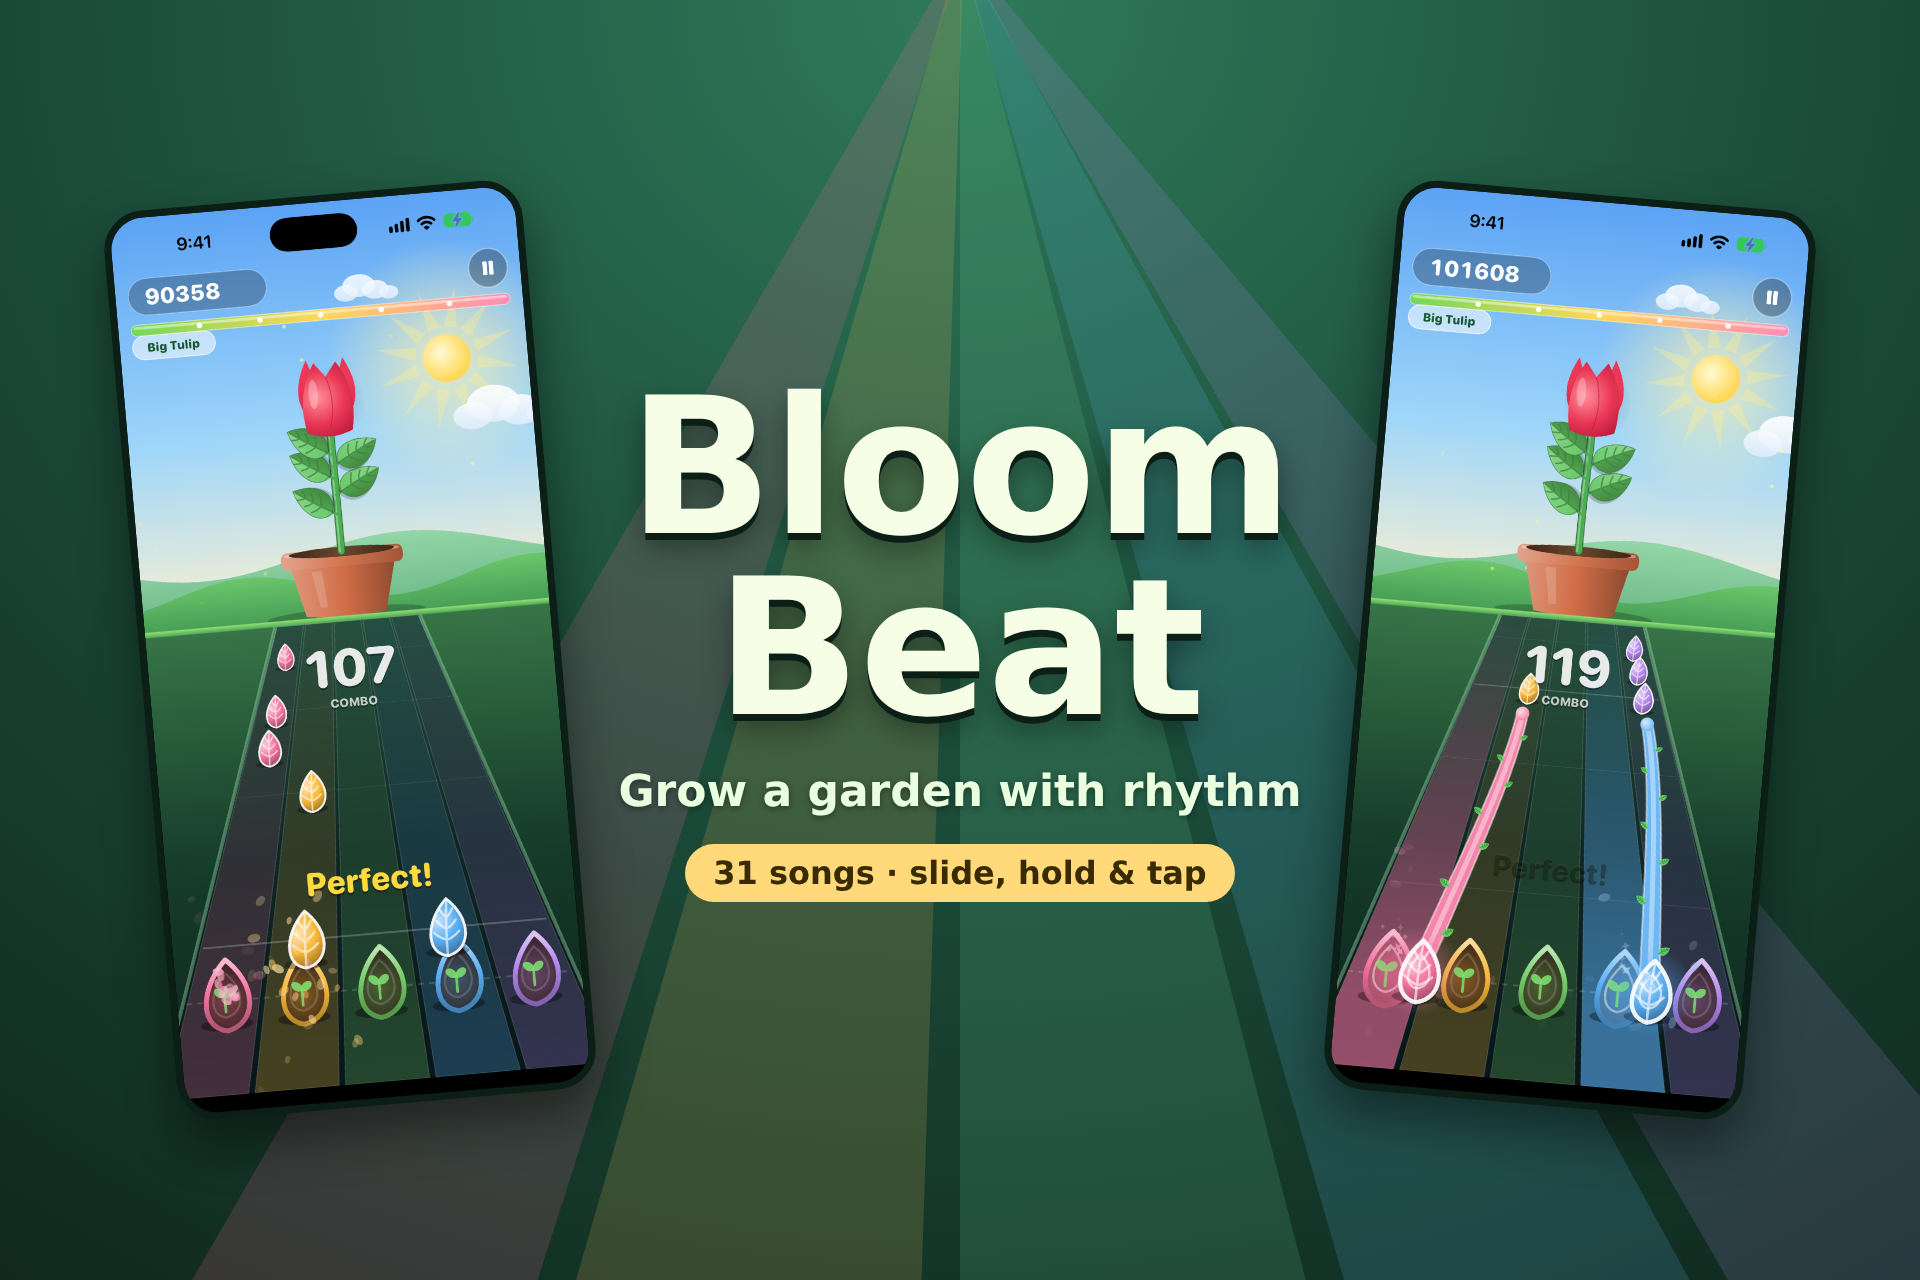 9:41
90358
Big Tulip
107
COMBO
Perfect!
Bloom
Beat
Grow a garden with rhythm
31 songs · slide, hold & tap
9:41
101608
Big Tulip
119
COMBO
Perfect!